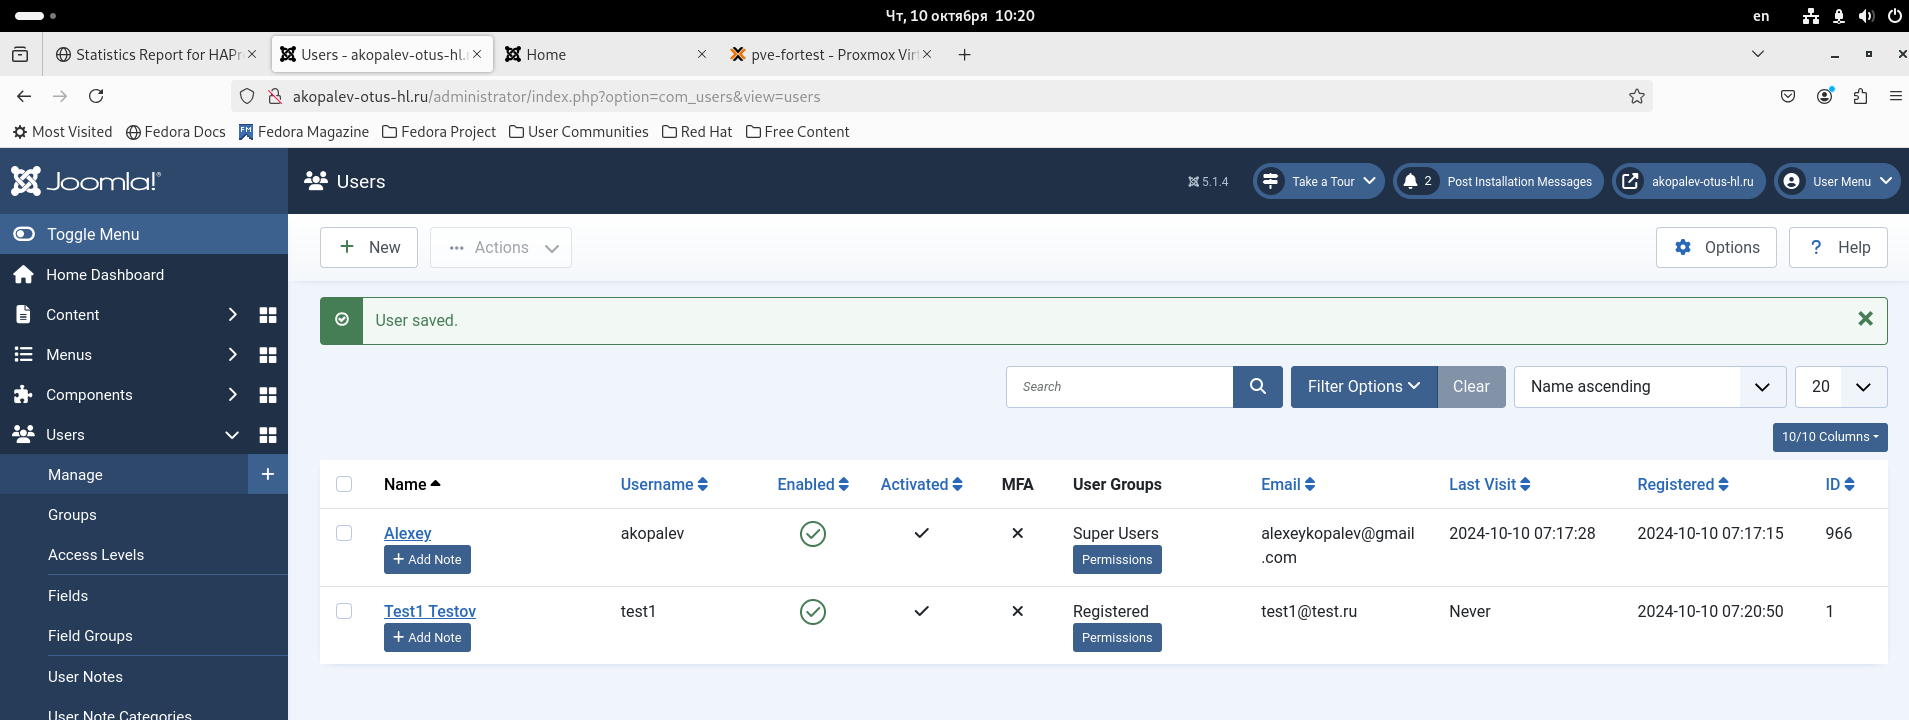 Чт, 10 октября 10:20
en
Statistics Report for HAPr
Users - akopalev-otus-hl.r
Home
pve-fortest - Proxmox Virt
akopalev-otus-hl.ru/administrator/index.php?option=com_users&view=users
Most Visited
Fedora Docs
Fedora Magazine
Fedora Project
User Communities
Red Hat
Free Content
Joomla!®
Users
5.1.4
Take a Tour
2 Post Installation Messages
akopalev-otus-hl.ru
User Menu
Toggle Menu
Home Dashboard
Content
Menus
Components
Users
Manage
Groups
Access Levels
Fields
Field Groups
User Notes
User Note Categories
New
Actions
Options
? Help
User saved.
Search
Filter Options
Clear
Name ascending
20
10/10 Columns
Name Username Enabled Activated MFA User Groups Email Last Visit Registered ID
Alexey akopalev Super Users alexeykopalev@gmail 2024-10-10 07:17:28 2024-10-10 07:17:15 966
.com
+ Add Note Permissions
Test1 Testov test1 Registered test1@test.ru Never 2024-10-10 07:20:50 1
+ Add Note Permissions